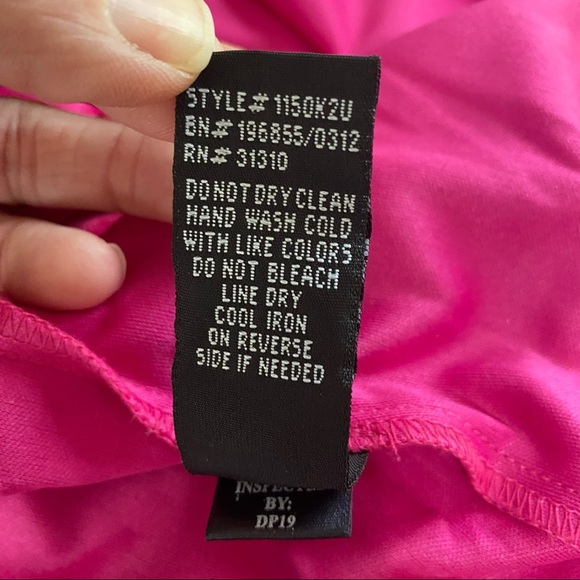 STYLE# 1150K2U
BN# 196855/0312
RN# 31310
DO NOT DRY CLEAN
HAND WASH COLD
WITH LIKE COLORS
DO NOT BLEACH
LINE DRY
COOL IRON
ON REVERSE
SIDE IF NEEDED
BY:
DP19